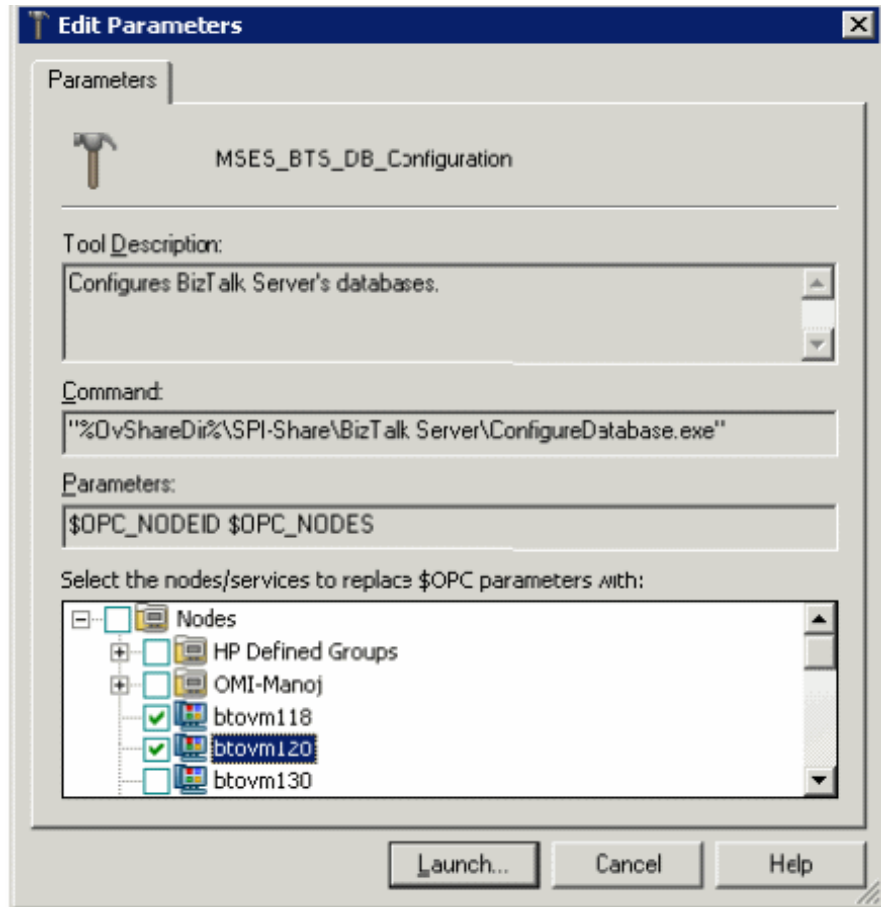 Edit Parameters
Parameters
MSES_BTS_DB_Configuration
Tool Description:
Configures BizTalk Server's databases.
Command:
"%OvShareDir%\SPI-Share\BizTalk Server\ConfigureDatabase.exe"
Parameters:
$OPC_NODEID $OPC_NODES
Select the nodes/services to replace $OPC parameters with:
Nodes
HP Defined Groups
OMI-Manoj
btovm118
btovm120
btovm130
Launch... Cancel Help